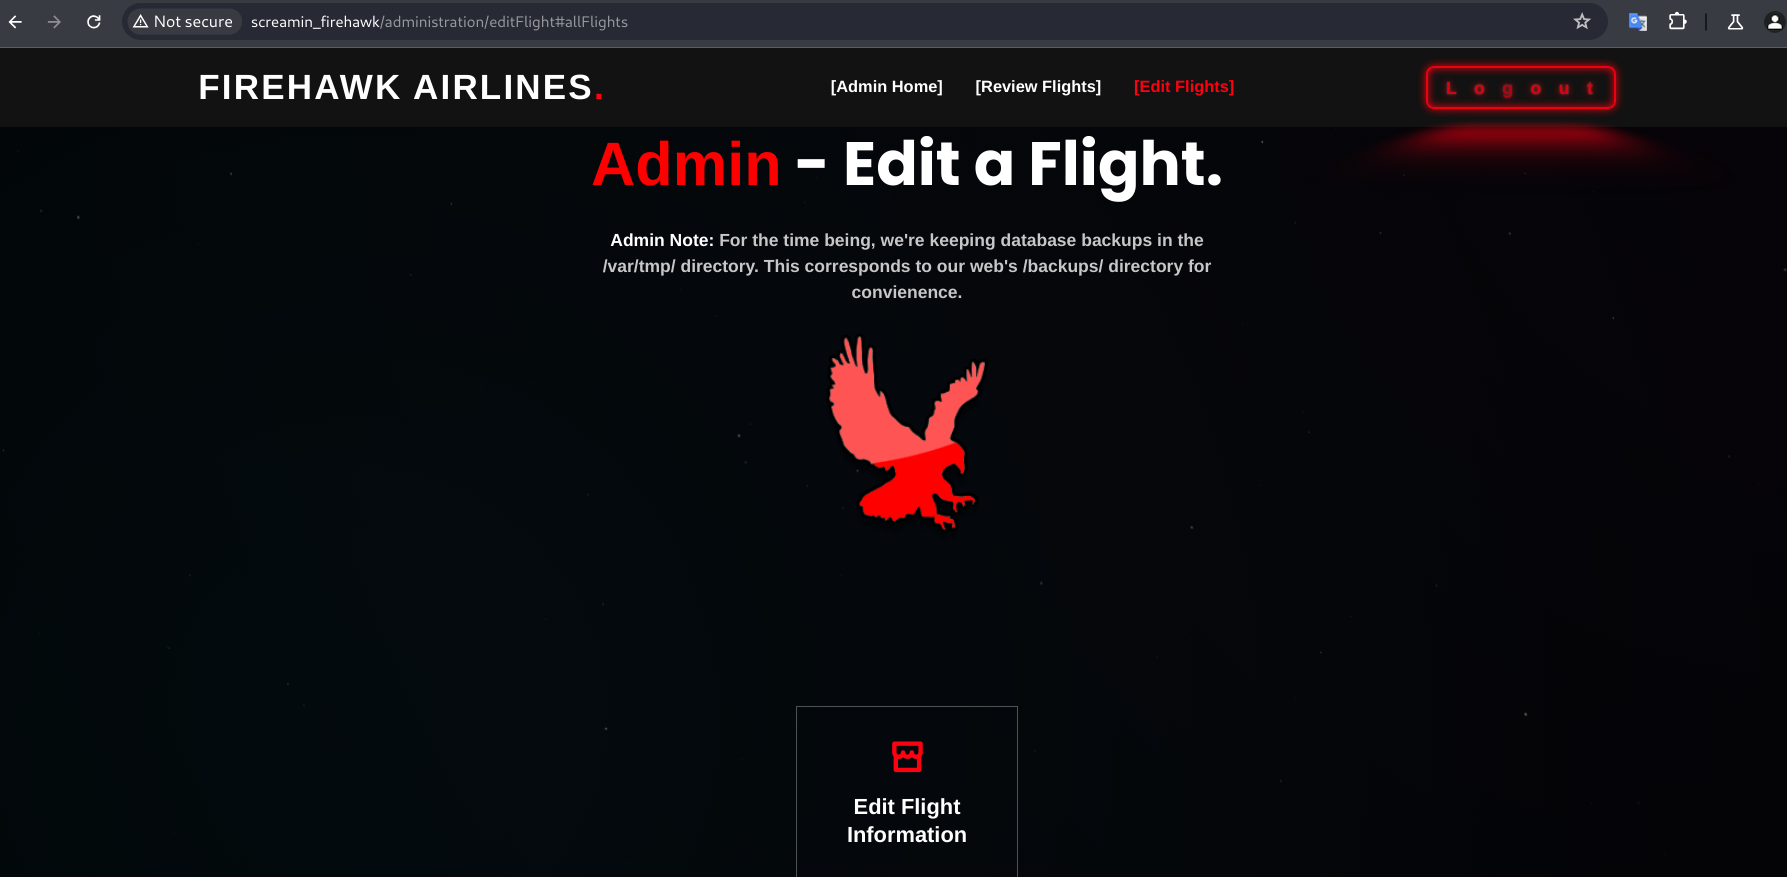 Not secure screamin_firehawk/administration/editFlight#allFlights
FIREHAWK AIRLINES. [Admin Home] [Review Flights] [Edit Flights] Logout
Admin - Edit a Flight.
Admin Note: For the time being, we're keeping database backups in the
/var/tmp/ directory. This corresponds to our web's /backups/ directory for
convienence.
Edit Flight
Information